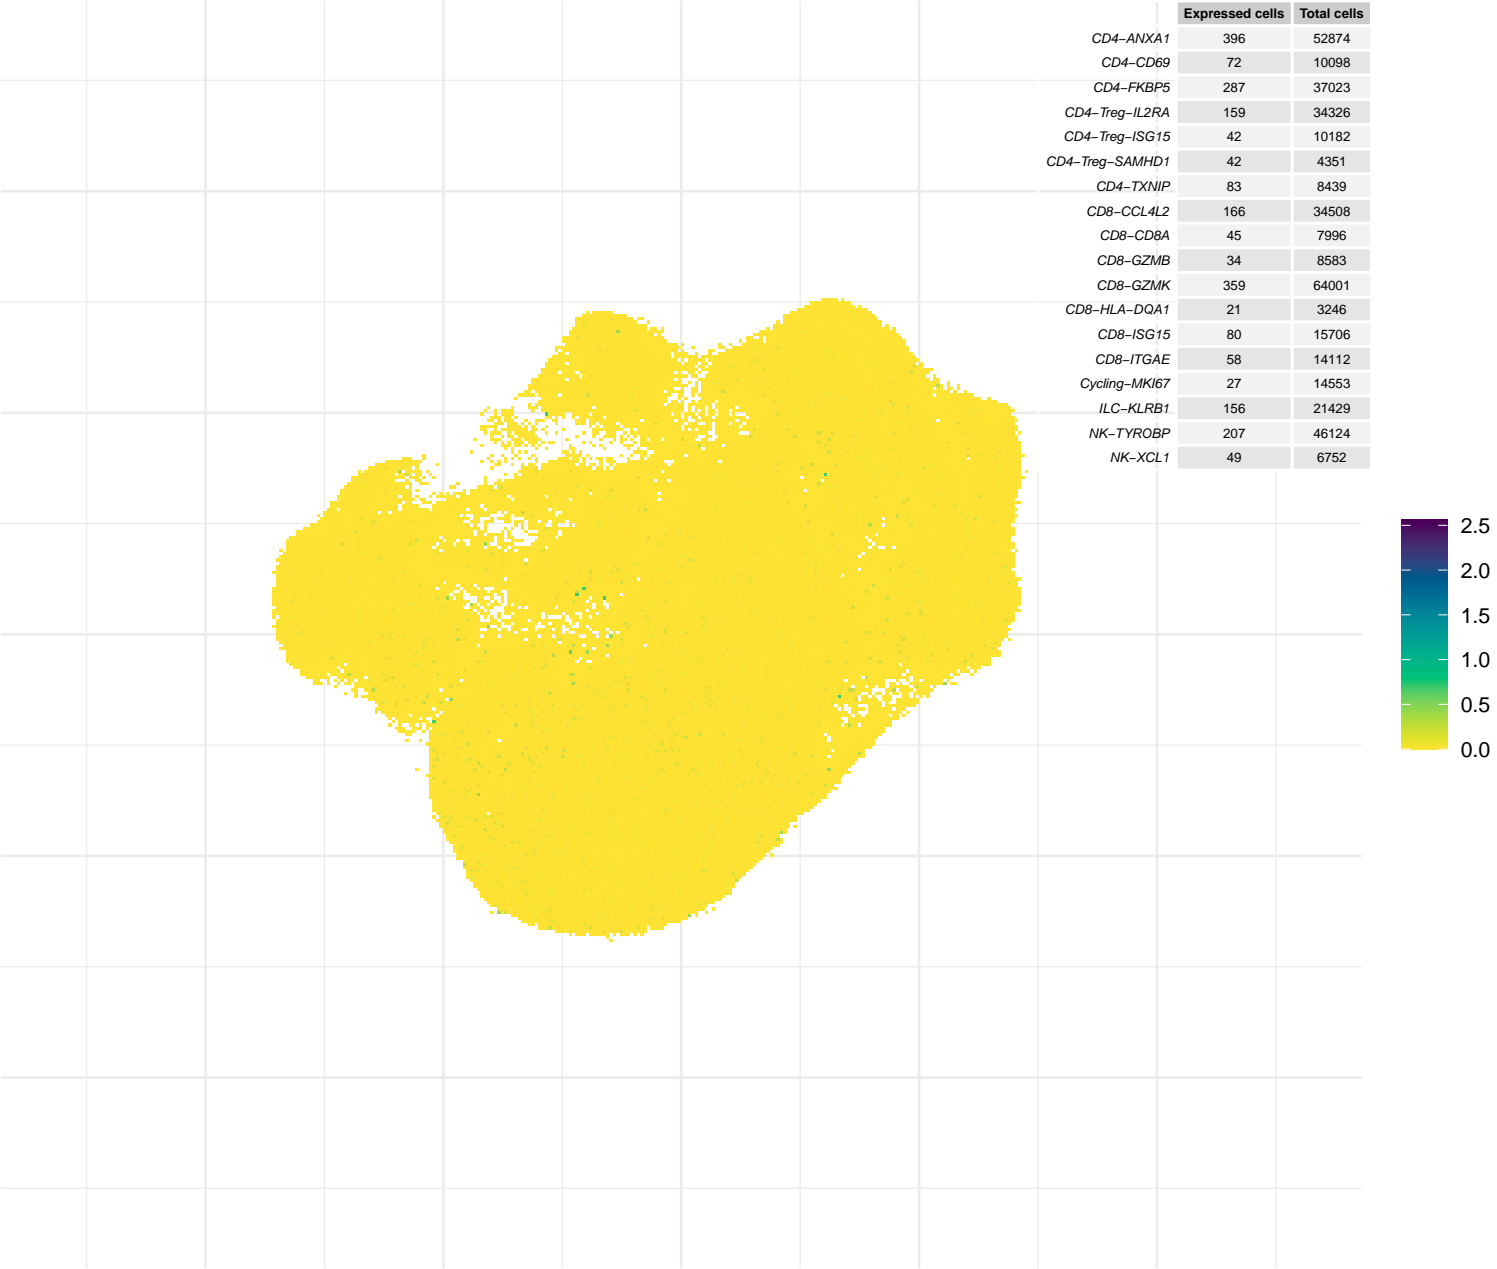 Expressed cells Total cells
CD4−ANXA1 396 52874
CD4−CD69 72 10098
CD4−FKBP5 287 37023
CD4−Treg−IL2RA 159 34326
CD4−Treg−ISG15 42 10182
CD4−Treg−SAMHD1 42 4351
CD4−TXNIP 83 8439
CD8−CCL4L2 166 34508
CD8−CD8A 45 7996
CD8−GZMB 34 8583
CD8−GZMK 359 64001
CD8−HLA−DQA1 21 3246
CD8−ISG15 80 15706
CD8−ITGAE 58 14112
Cycling−MKI67 27 14553
ILC−KLRB1 156 21429
NK−TYROBP 207 46124
NK−XCL1 49 6752
2.5
2.0
1.5
1.0
0.5
0.0